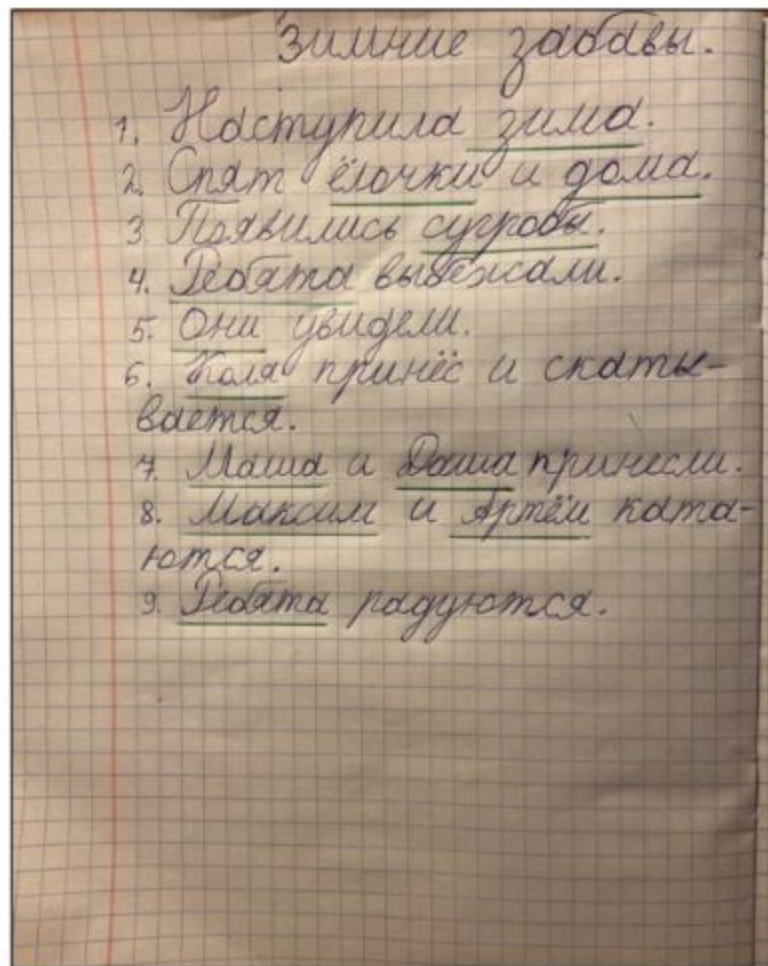 Зимние забавы.
1. Наступила зима.
2. Спят ёлочки и дома.
3. Появились сугробы.
4. Ребята выбежали.
5. Они увидели.
6. Коля принёс и скаты-
вается.
7. Маша и Даша принесли.
8. Максим и Артём ката-
ются.
9. Ребята радуются.